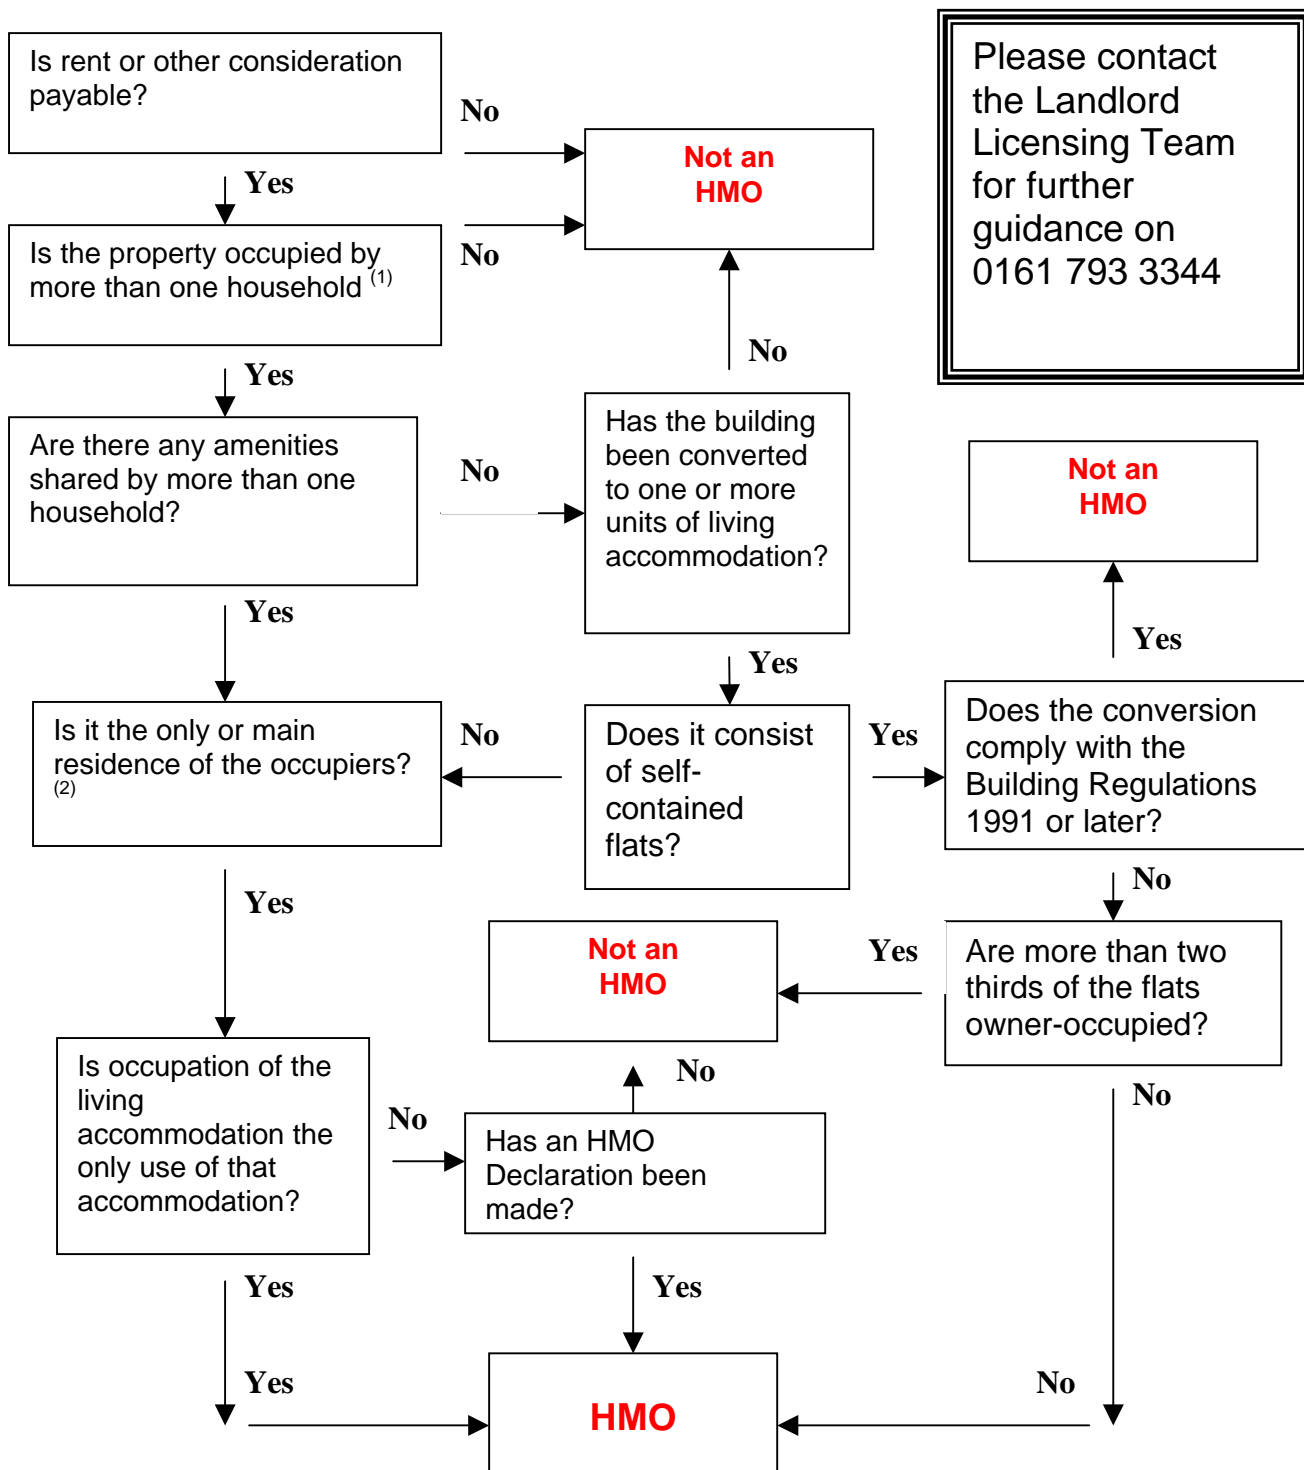 Is rent or other consideration
payable?
No
Not an
HMO
Please contact
the Landlord
Licensing Team
for further
guidance on
0161 793 3344
Yes
Is the property occupied by
more than one household (1)
No
No
Yes
Are there any amenities
shared by more than one
household?
No
Has the building
been converted
to one or more
units of living
accommodation?
Not an
HMO
Yes
Yes
Yes
Is it the only or main
residence of the occupiers?
(2)
No
Does it consist
of self-
contained
flats?
Yes
Does the conversion
comply with the
Building Regulations
1991 or later?
No
Yes
Not an
HMO
Yes
Are more than two
thirds of the flats
owner-occupied?
Is occupation of the
living
accommodation the
only use of that
accommodation?
No
No
Has an HMO
Declaration been
made?
No
Yes
Yes
Yes
HMO
No